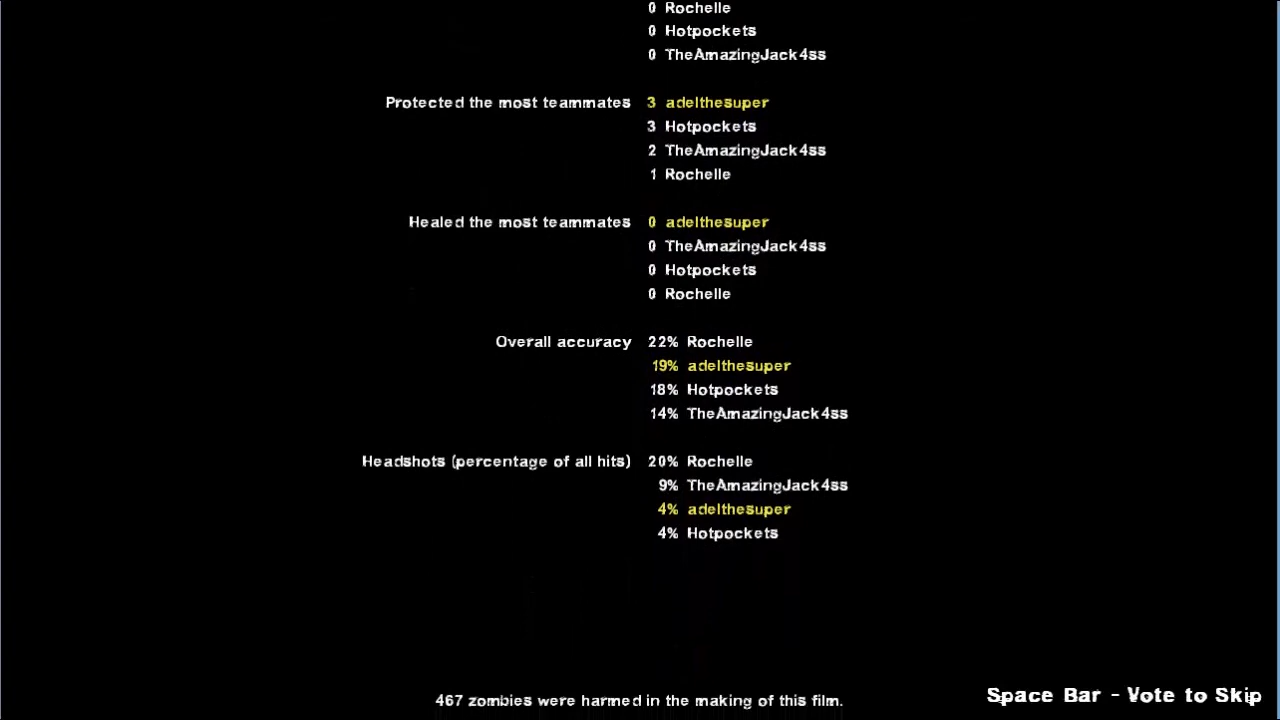 0 Rochelle
0 Hotpockets
0 TheAmazingJack4ss
Protected the most teammates 3 adelthesuper
3 Hotpockets
2 TheAmazingJack4ss
1 Rochelle
Healed the most teammates 0 adelthesuper
0 TheAmazingJack4ss
0 Hotpockets
0 Rochelle
Overall accuracy 22% Rochelle
19% adelthesuper
18% Hotpockets
14% TheAmazingJack4ss
Headshots (percentage of all hits) 20% Rochelle
9% TheAmazingJack4ss
4% adelthesuper
4% Hotpockets
467 zombies were harmed in the making of this film.
Space Bar - Vote to Skip